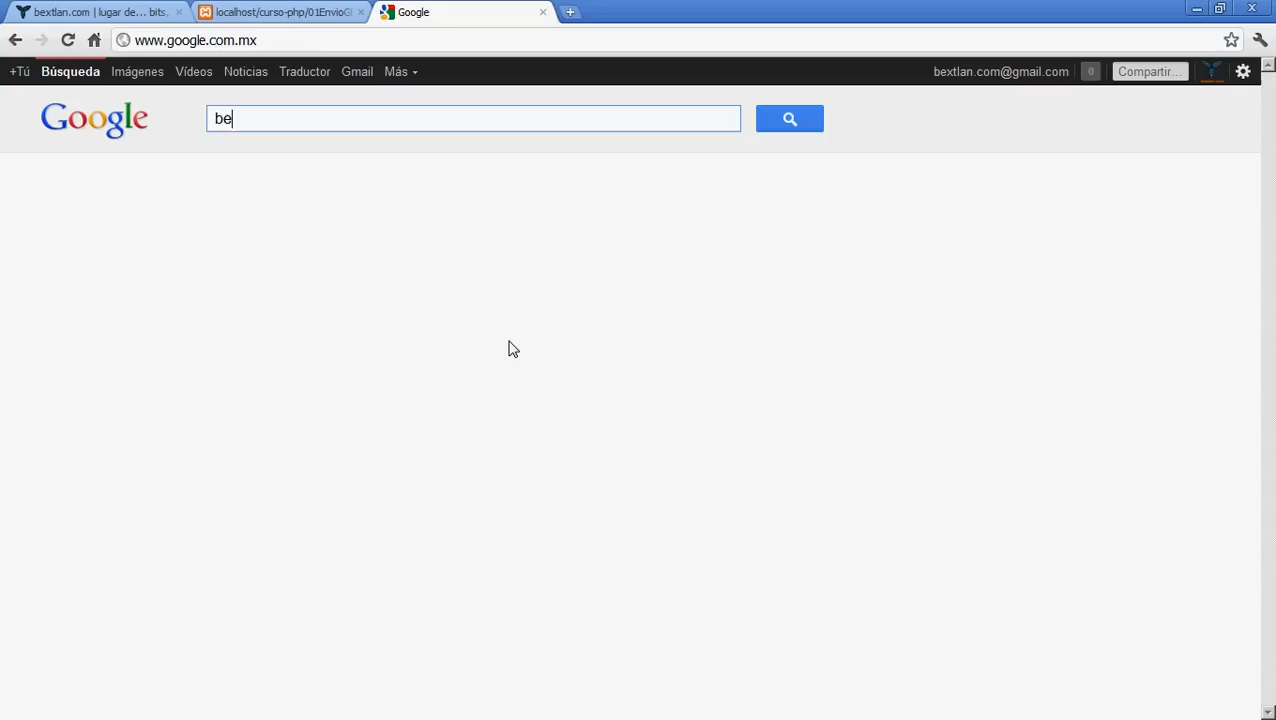 bextlan.com | lugar de... bits,
localhost/curso-php/01EnvioG
Google
www.google.com.mx
+Tú Búsqueda Imágenes Vídeos Noticias Traductor Gmail Más bextlan.com@gmail.com 0 Compartir...
Google be